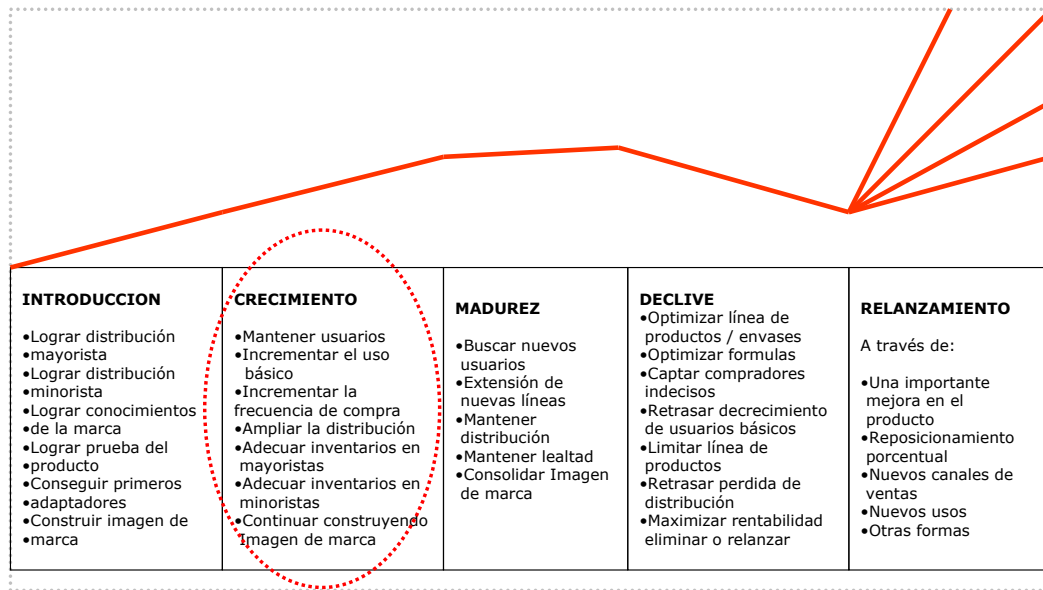 INTRODUCCION
•Lograr distribución
•mayorista
•Lograr distribución
•minorista
•Lograr conocimientos
•de la marca
•Lograr prueba del
•producto
•Conseguir primeros
•adaptadores
•Construir imagen de
•marca
CRECIMIENTO
•Mantener usuarios
•Incrementar el uso
básico
•Incrementar la
frecuencia de compra
•Ampliar la distribución
•Adecuar inventarios en
mayoristas
•Adecuar inventarios en
minoristas
•Continuar construyendo
Imagen de marca
MADUREZ
•Buscar nuevos
usuarios
•Extensión de
nuevas líneas
•Mantener
distribución
•Mantener lealtad
•Consolidar Imagen
de marca
DECLIVE
•Optimizar línea de
productos / envases
•Optimizar formulas
•Captar compradores
indecisos
•Retrasar decrecimiento
de usuarios básicos
•Limitar línea de
productos
•Retrasar perdida de
distribución
•Maximizar rentabilidad
eliminar o relanzar
RELANZAMIENTO
A través de:
•Una importante
mejora en el
producto
•Reposicionamiento
porcentual
•Nuevos canales de
ventas
•Nuevos usos
•Otras formas